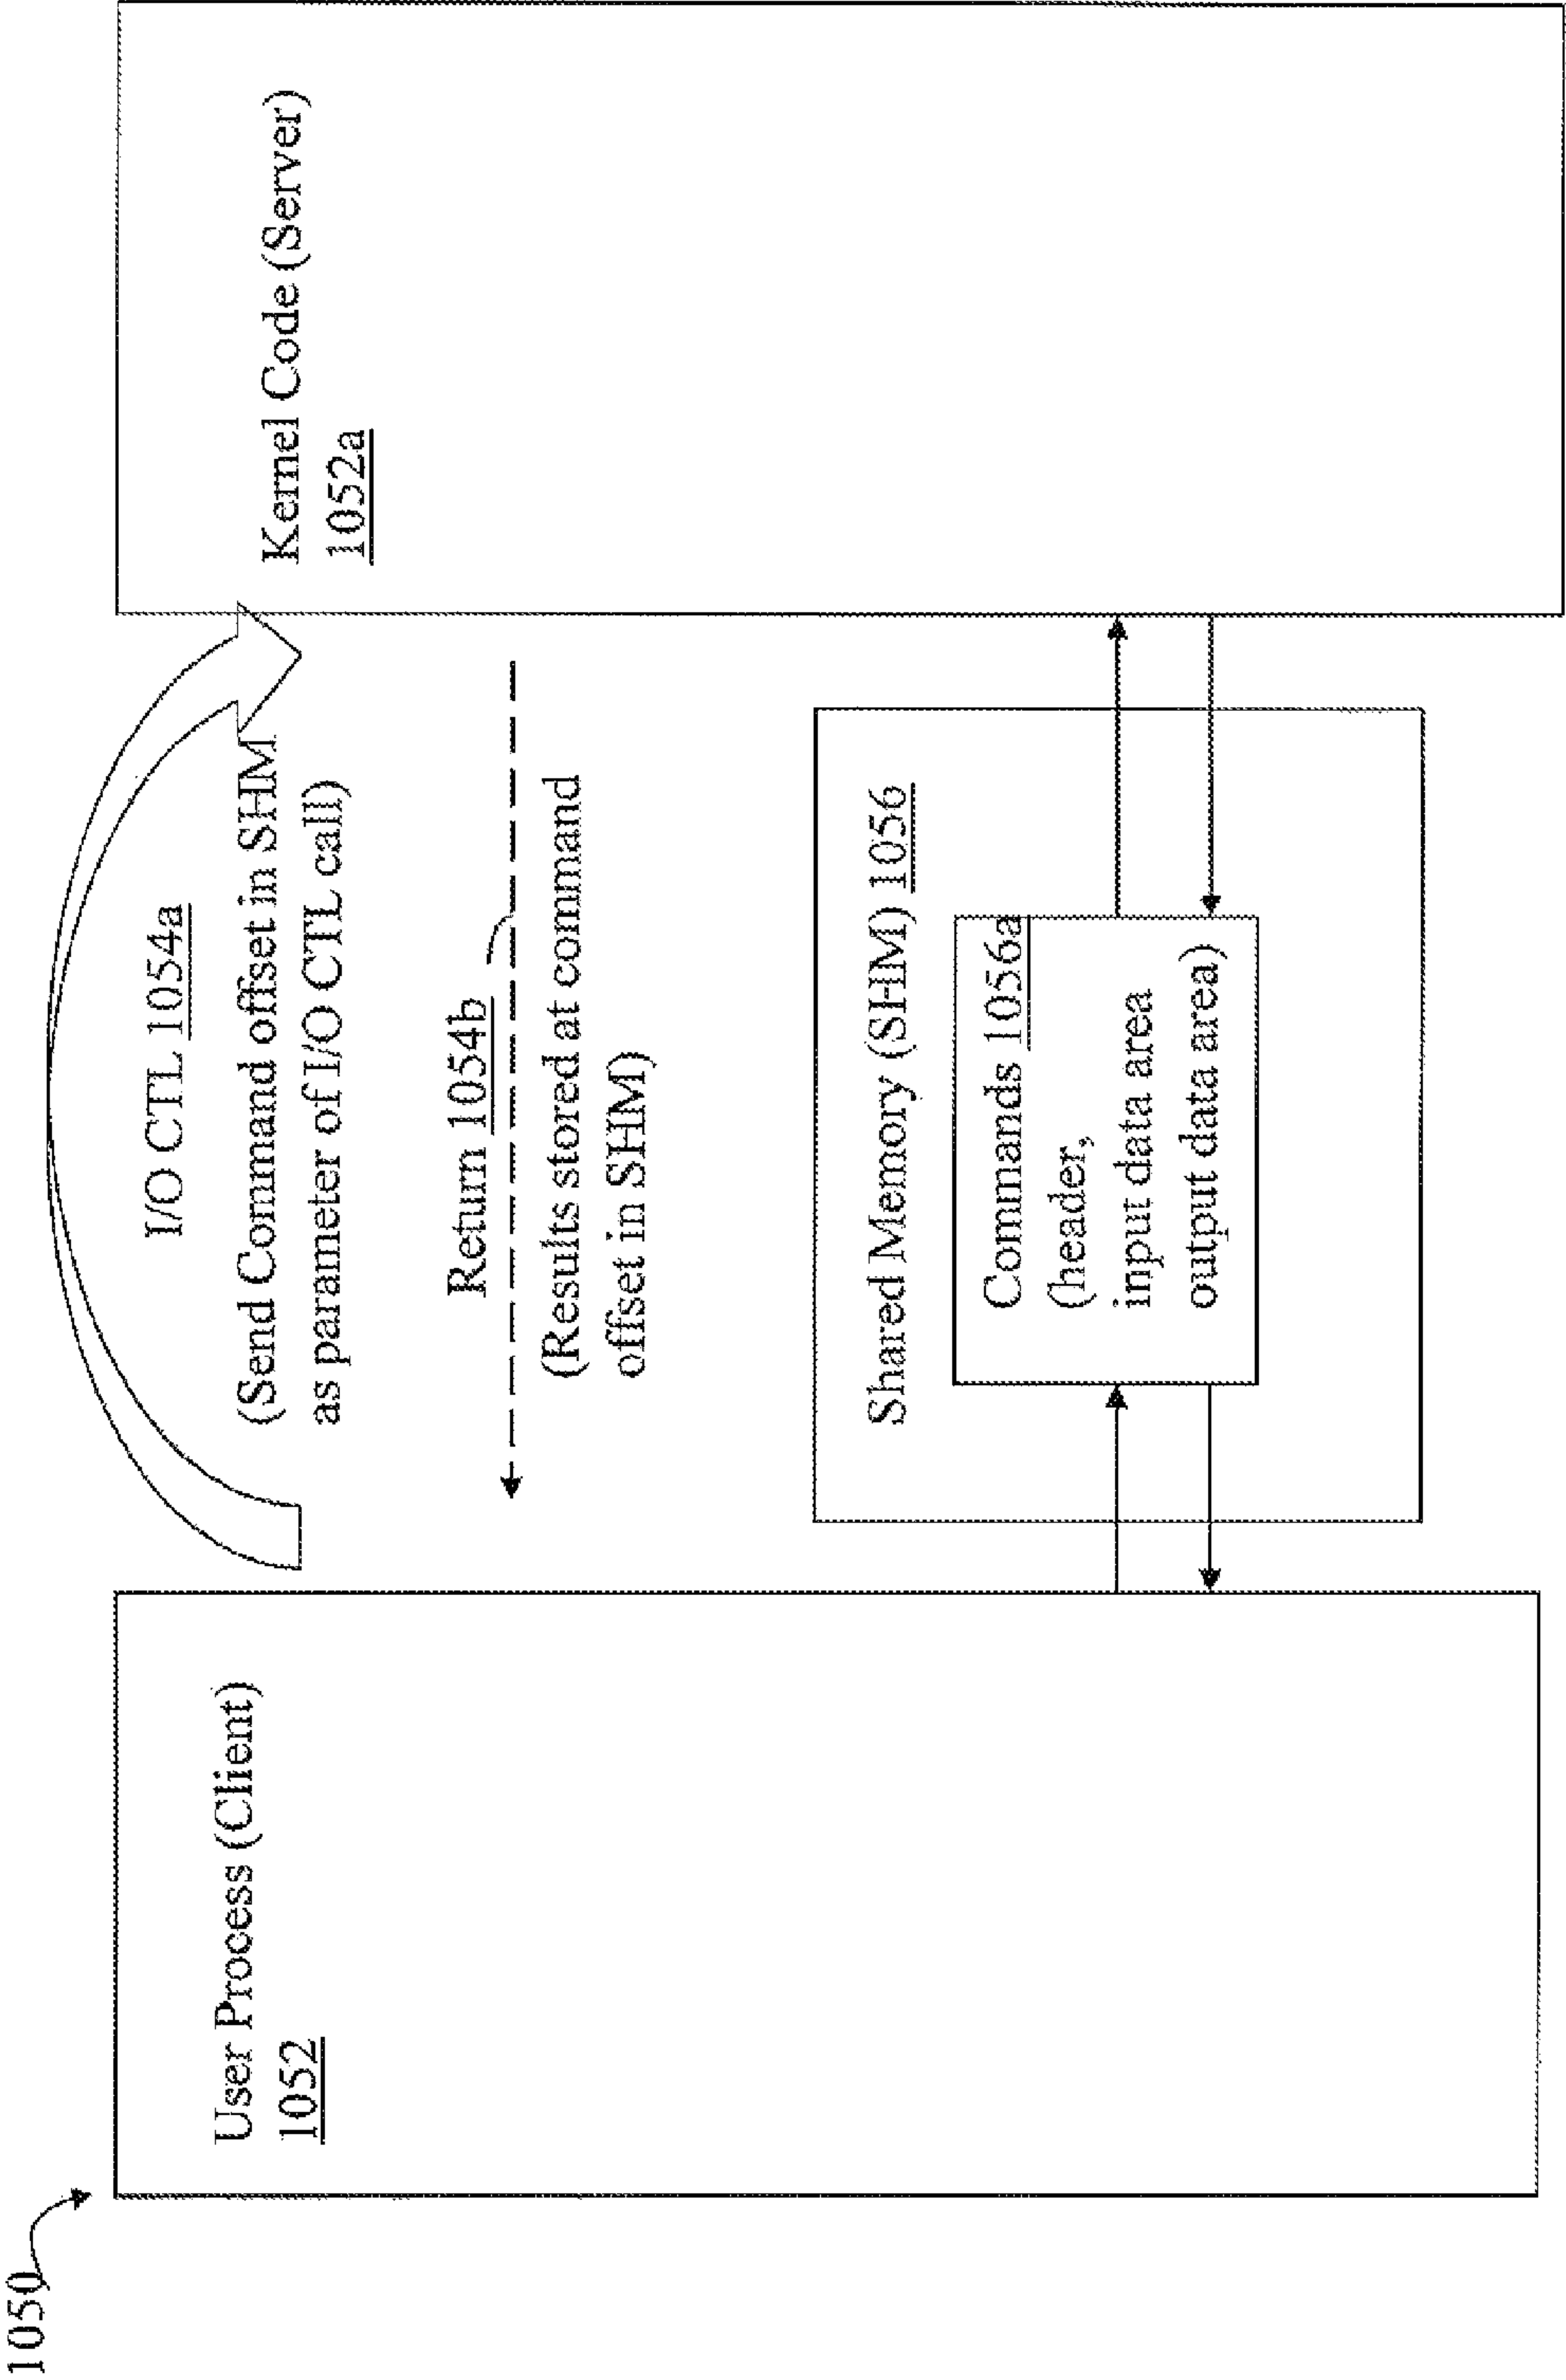 1050
User Process (Client)
1052
I/O CTL 1054a
(Send Command offset in SHM
as parameter of I/O CTL call)
Return 1054b
(Results stored at command
offset in SHM)
Shared Memory (SHM) 1056
Commands 1056a
(header,
input data area
output data area)
Kernel Code (Server)
1052a